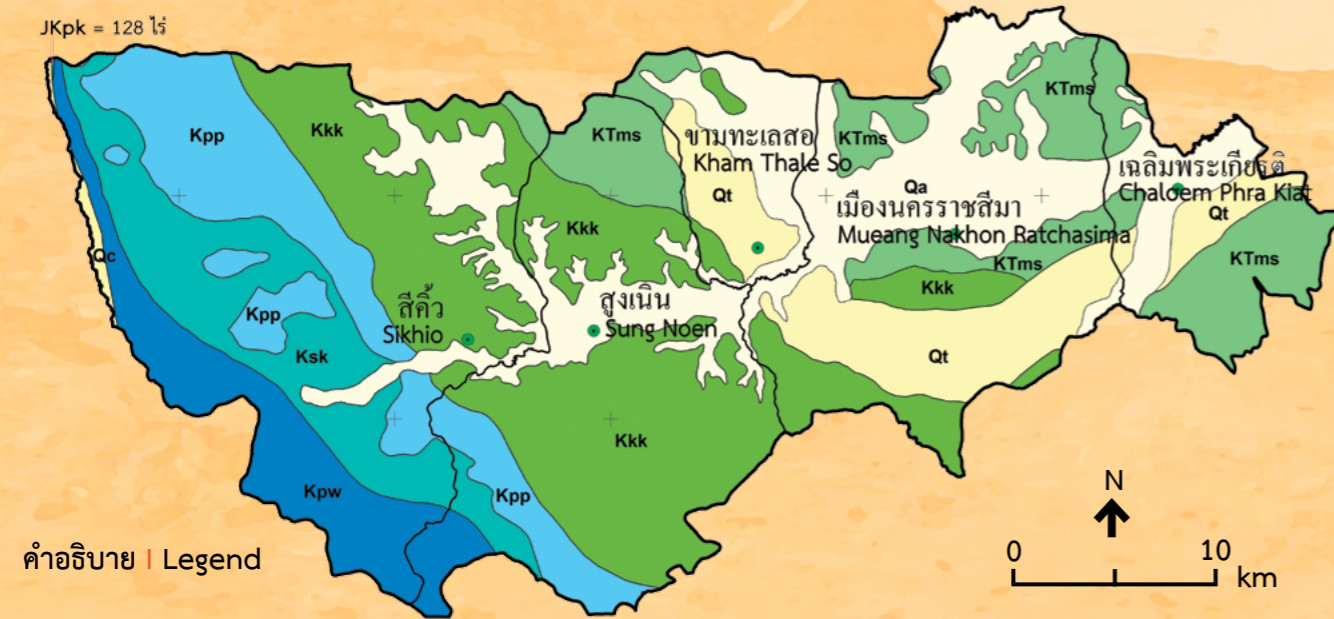 JKpk = 128 ไร่
Kpp
Kkk
KTms
ขามทะเลสอ
Kham Thale So
Qt
KTms
KTms
Qa
เมืองนครราชสีมา
Mueang Nakhon Ratchasima
เฉลิมพระเกียรติ
Chaloem Phra Kiat
Qt
KTms
Qc
Kkk
KTms
Kkk
Kpp
สีคิ้ว
Sikhio
สูงเนิน
Sung Noen
Ksk
Qt
Kkk
Kpw
Kpp
คำอธิบาย | Legend
N
0 10
km